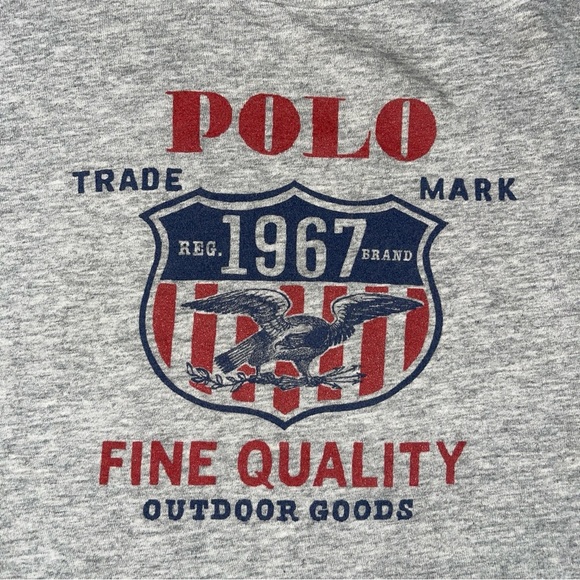 POLO
TRADE MARK
REG. 1967 BRAND
FINE QUALITY
OUTDOOR GOODS